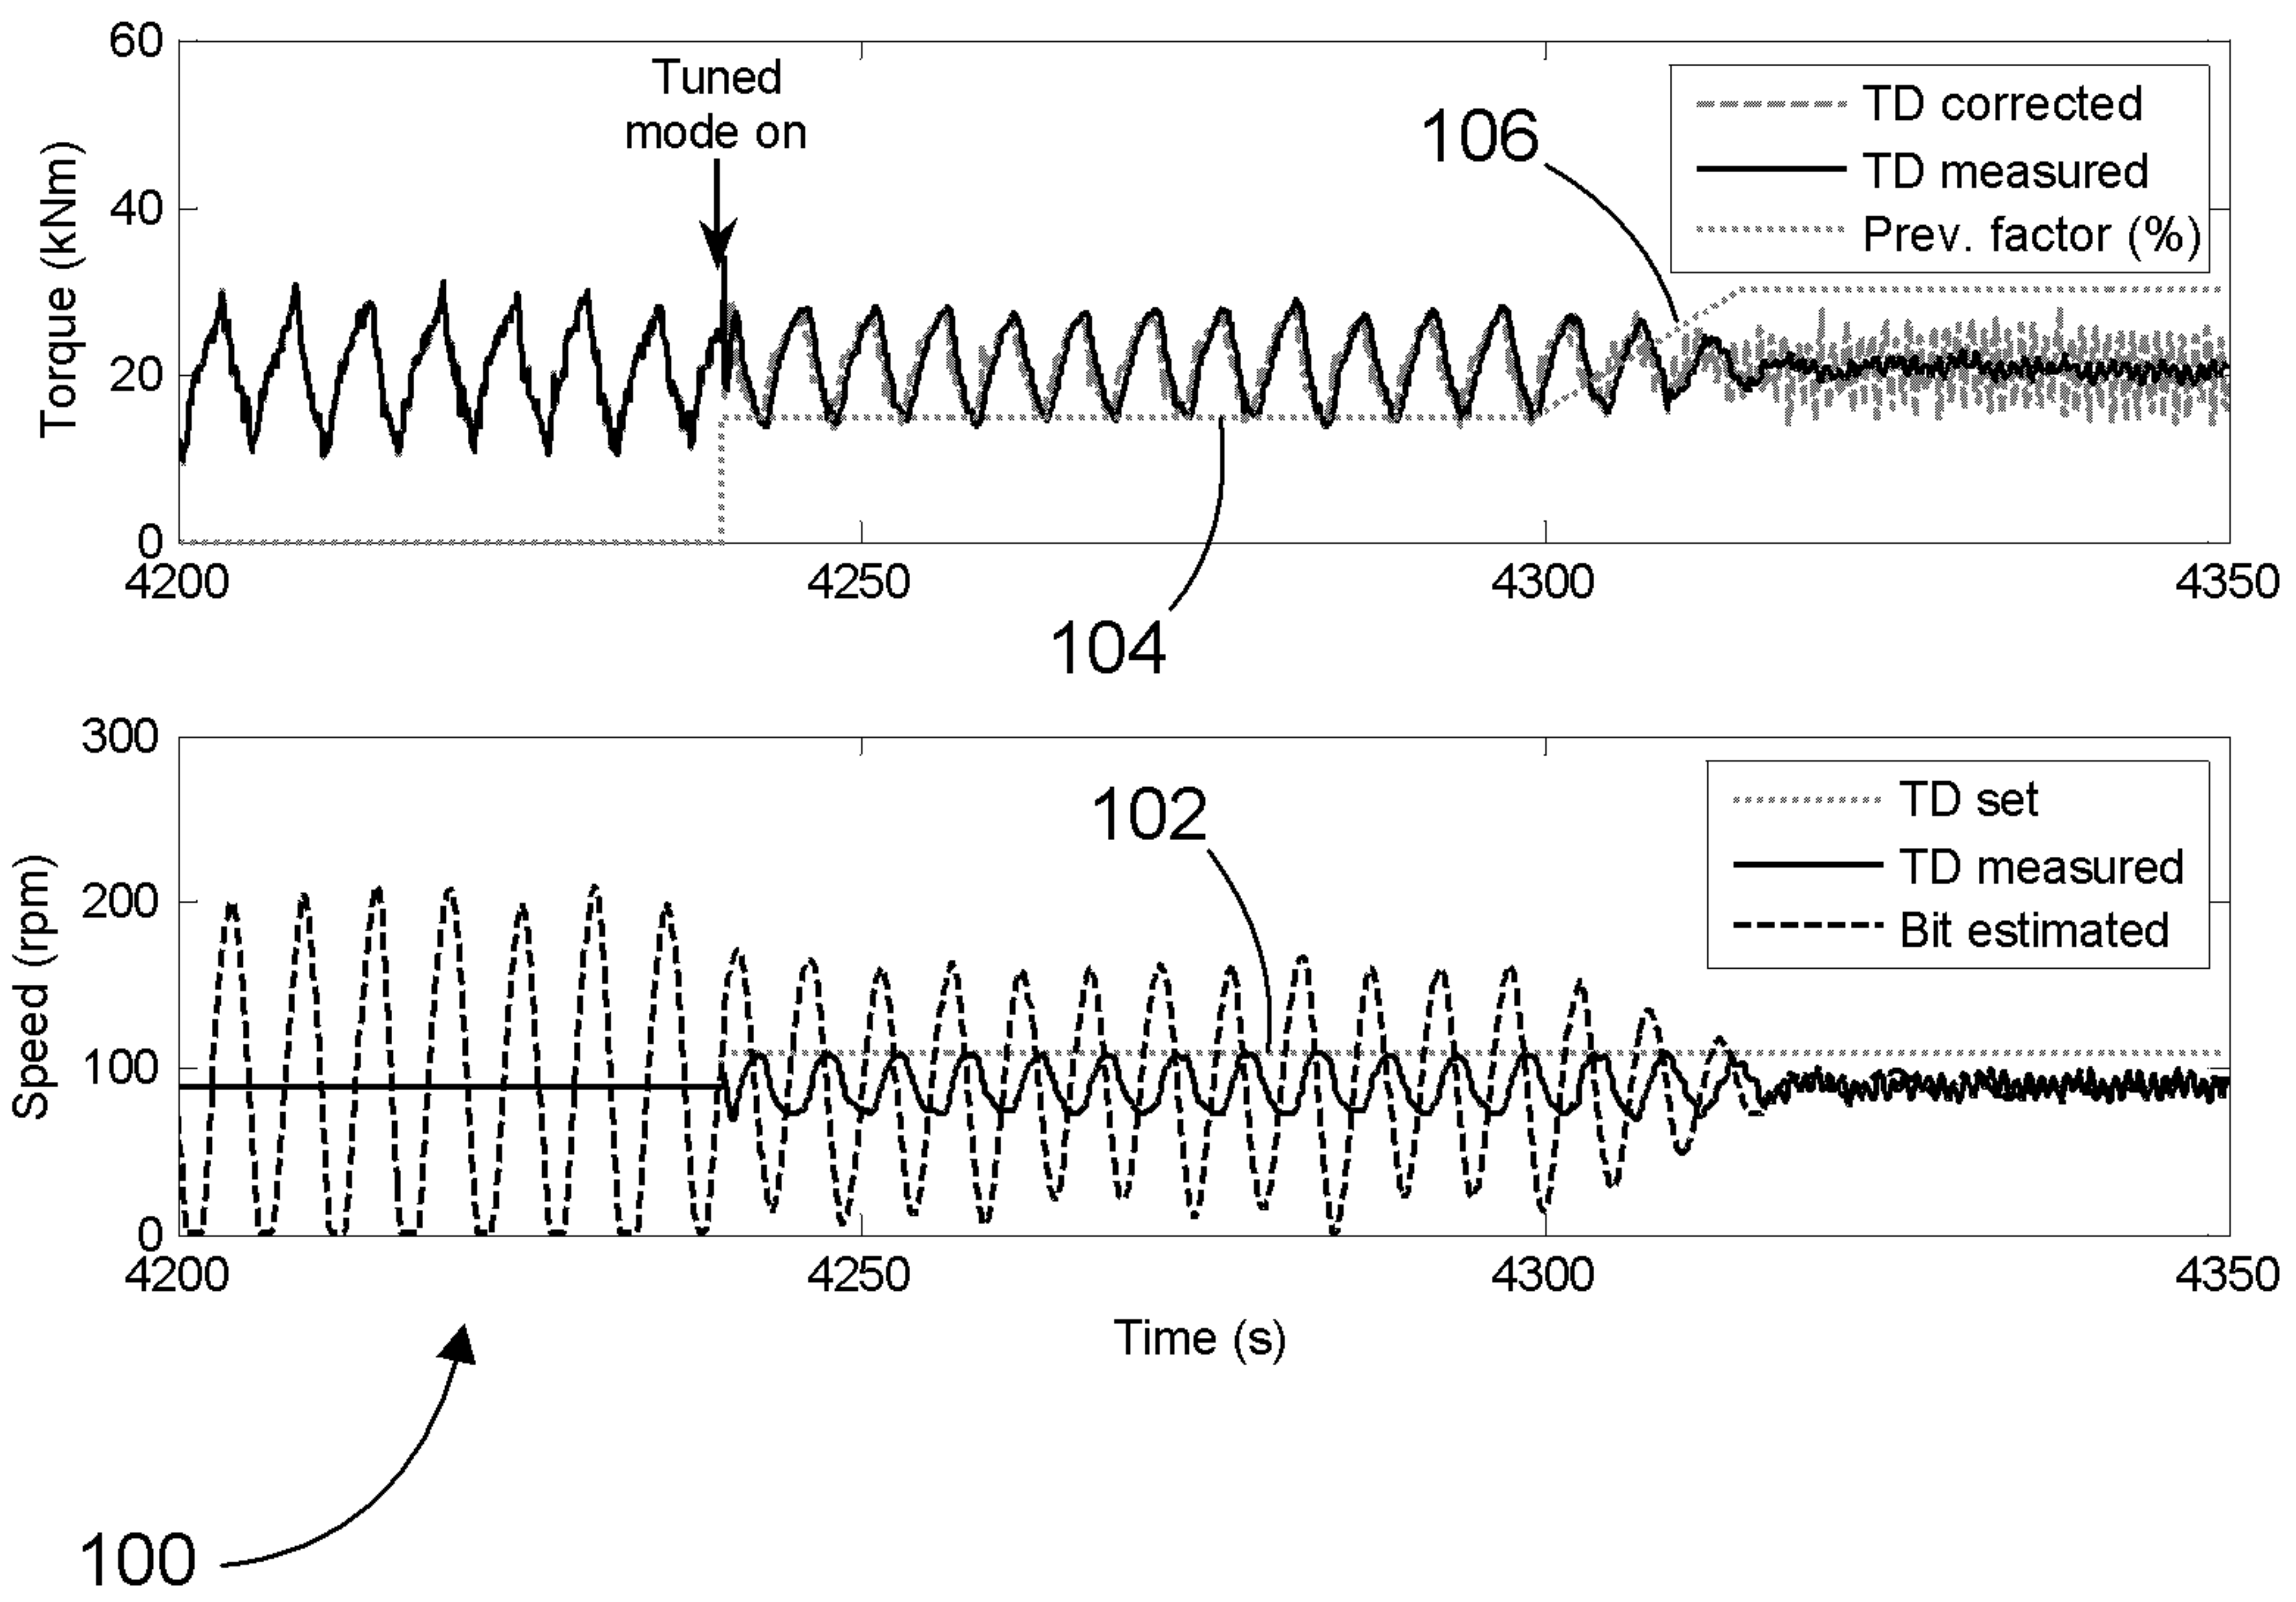 60
Tuned
mode on
106
TD corrected
TD measured
Prev. factor (%)
Torque (kNm)
40
20
0
4200
4250
4300
4350
104
300
102
TD set
TD measured
Bit estimated
Speed (rpm)
200
100
0
4200
4250
4300
4350
Time (s)
100